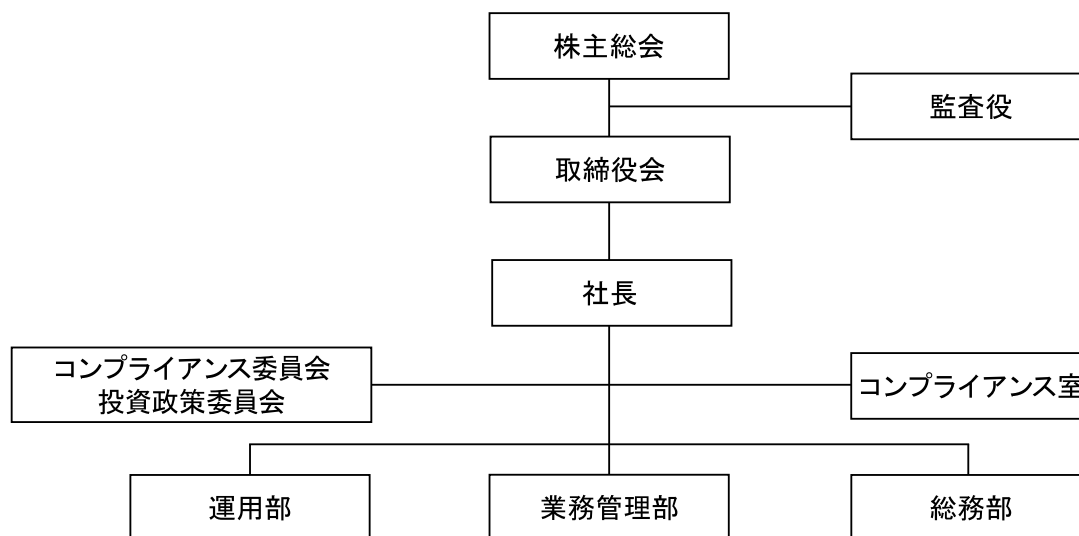 株主総会
監査役
取締役会
社長
コンプライアンス委員会
投資政策委員会
コンプライアンス室
運用部
業務管理部
総務部